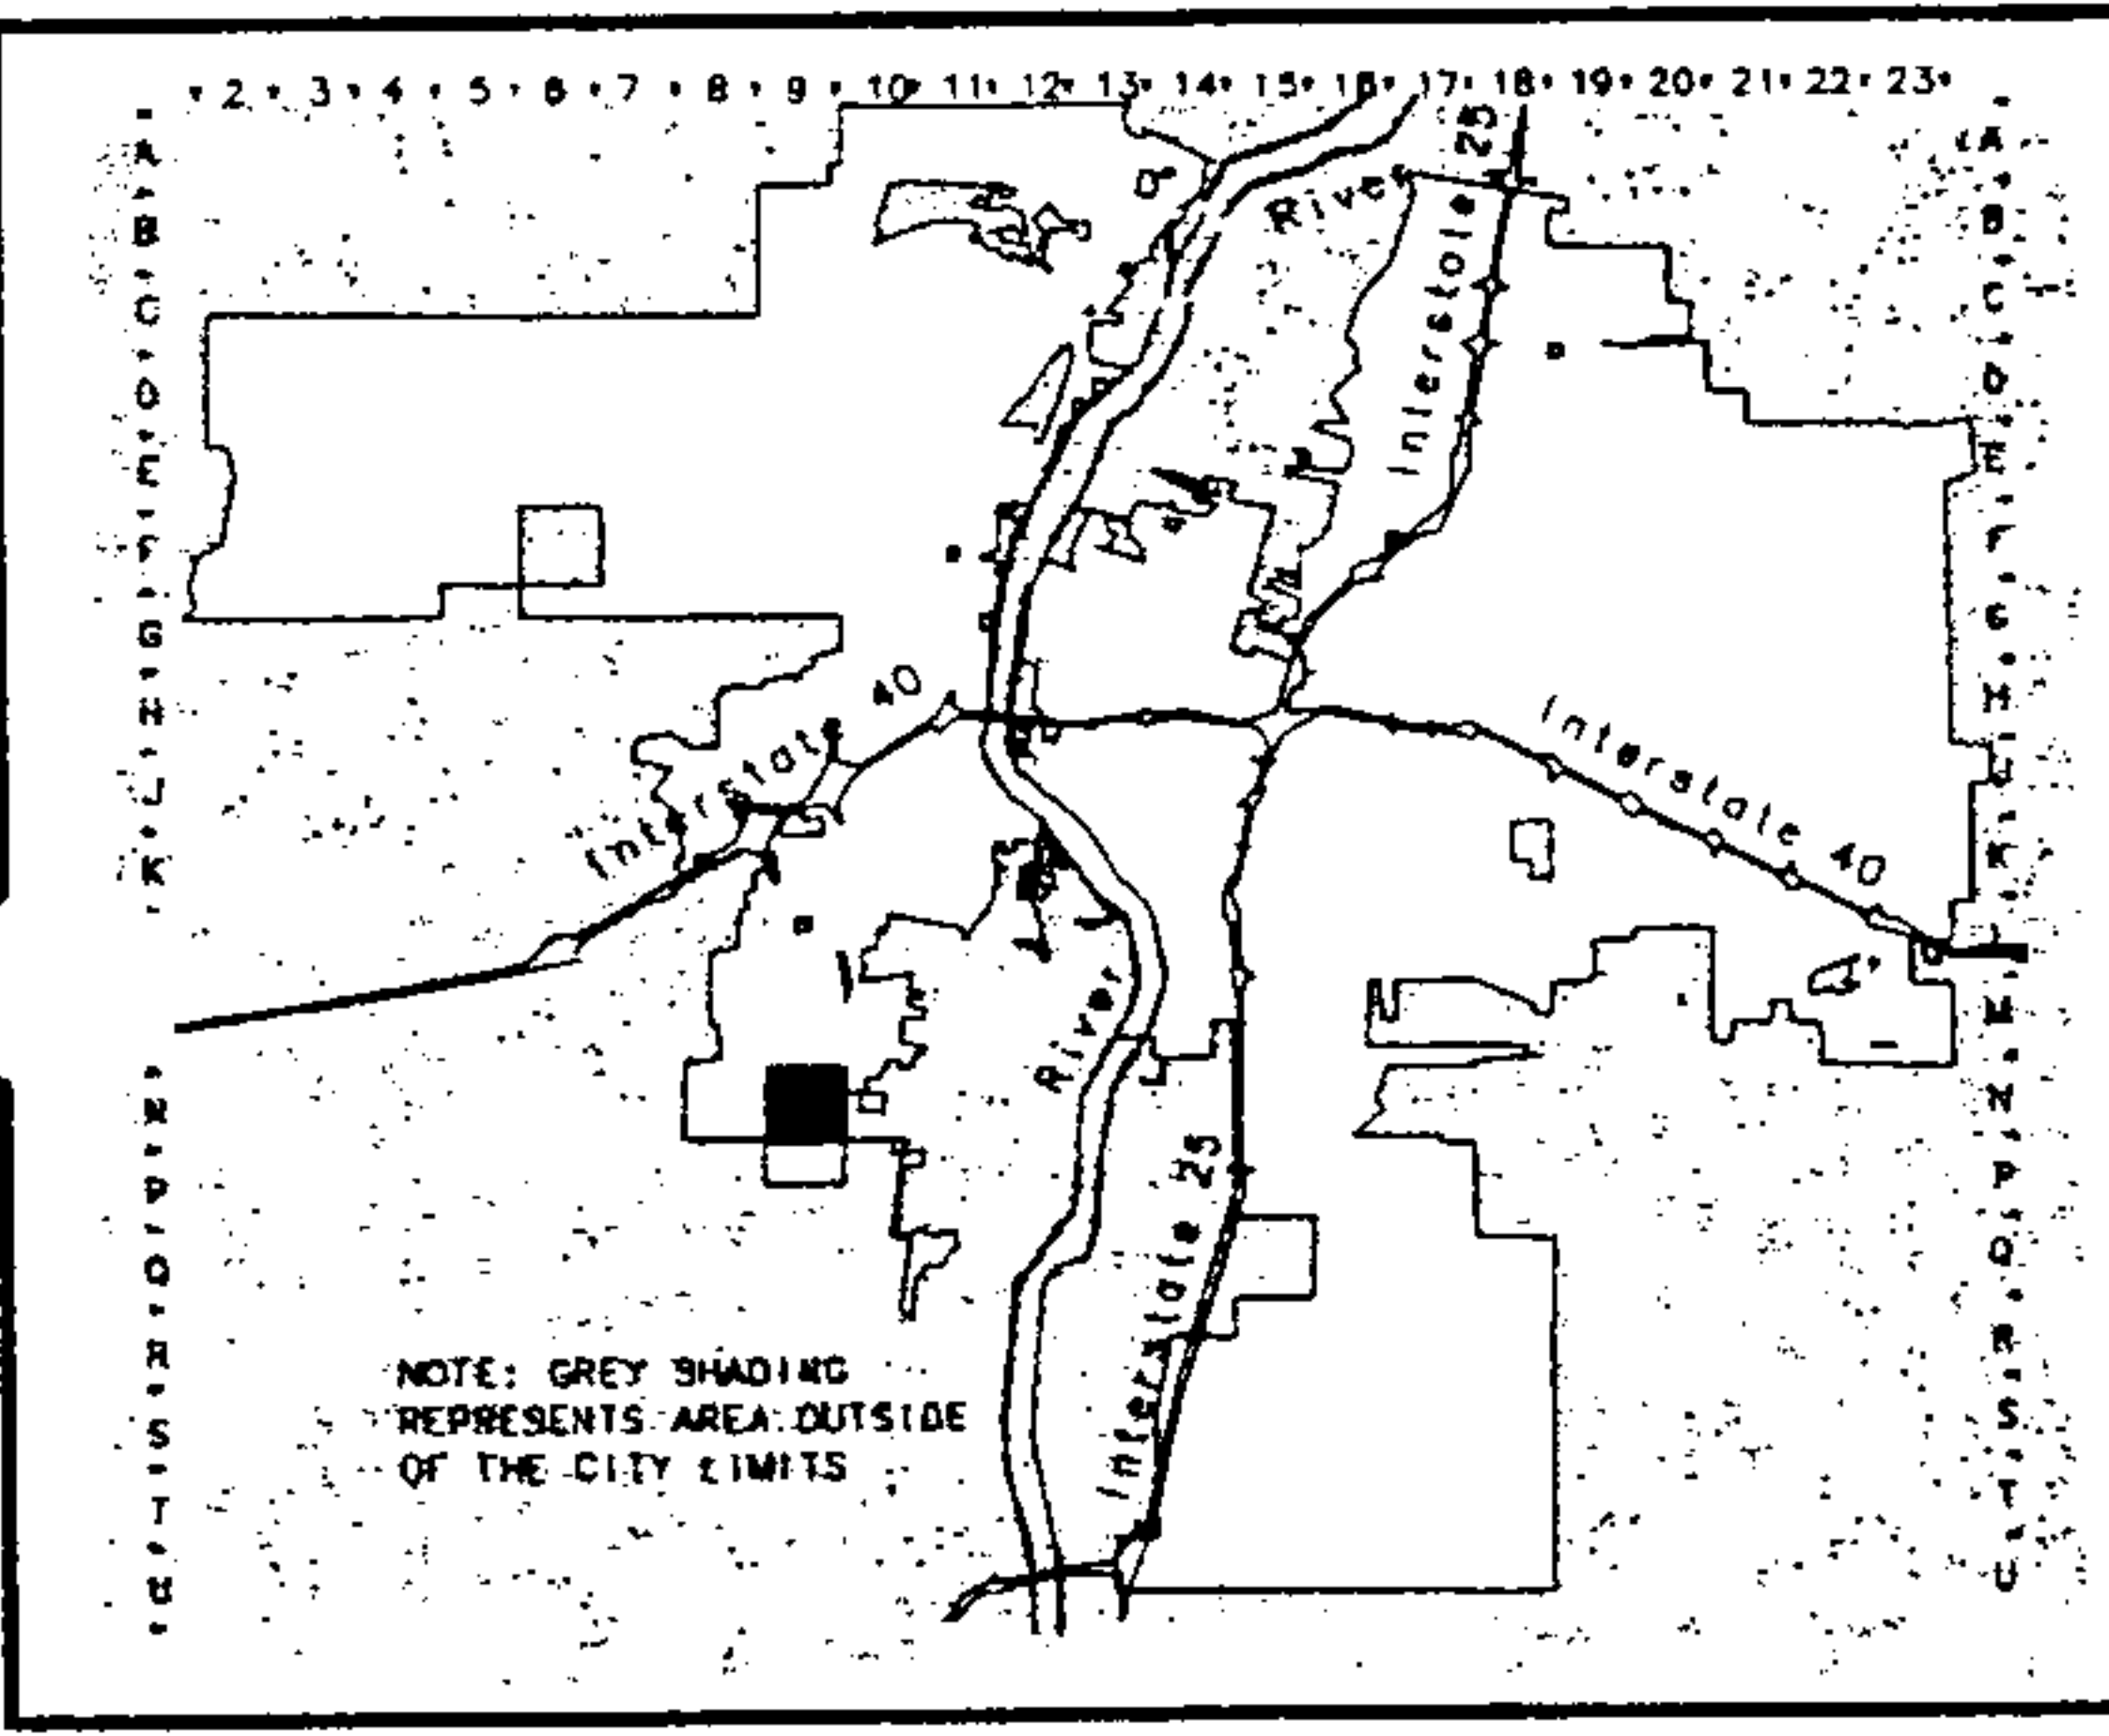 2 3 4 5 6 7 8 9 10 11 12 13 14 15 16 17 18 19 20 21 22 23
A
B
C
D
E
F
G
H
J
K
N
P
Q
R
S
T
U
A
B
C
D
E
F
G
H
J
K
L
M
N
P
Q
R
S
T
U
River
Interstate 25
Interstate 40
Interstate 40
River
Interstate 25
NOTE: GREY SHADING
REPRESENTS AREA OUTSIDE
OF THE CITY LIMITS